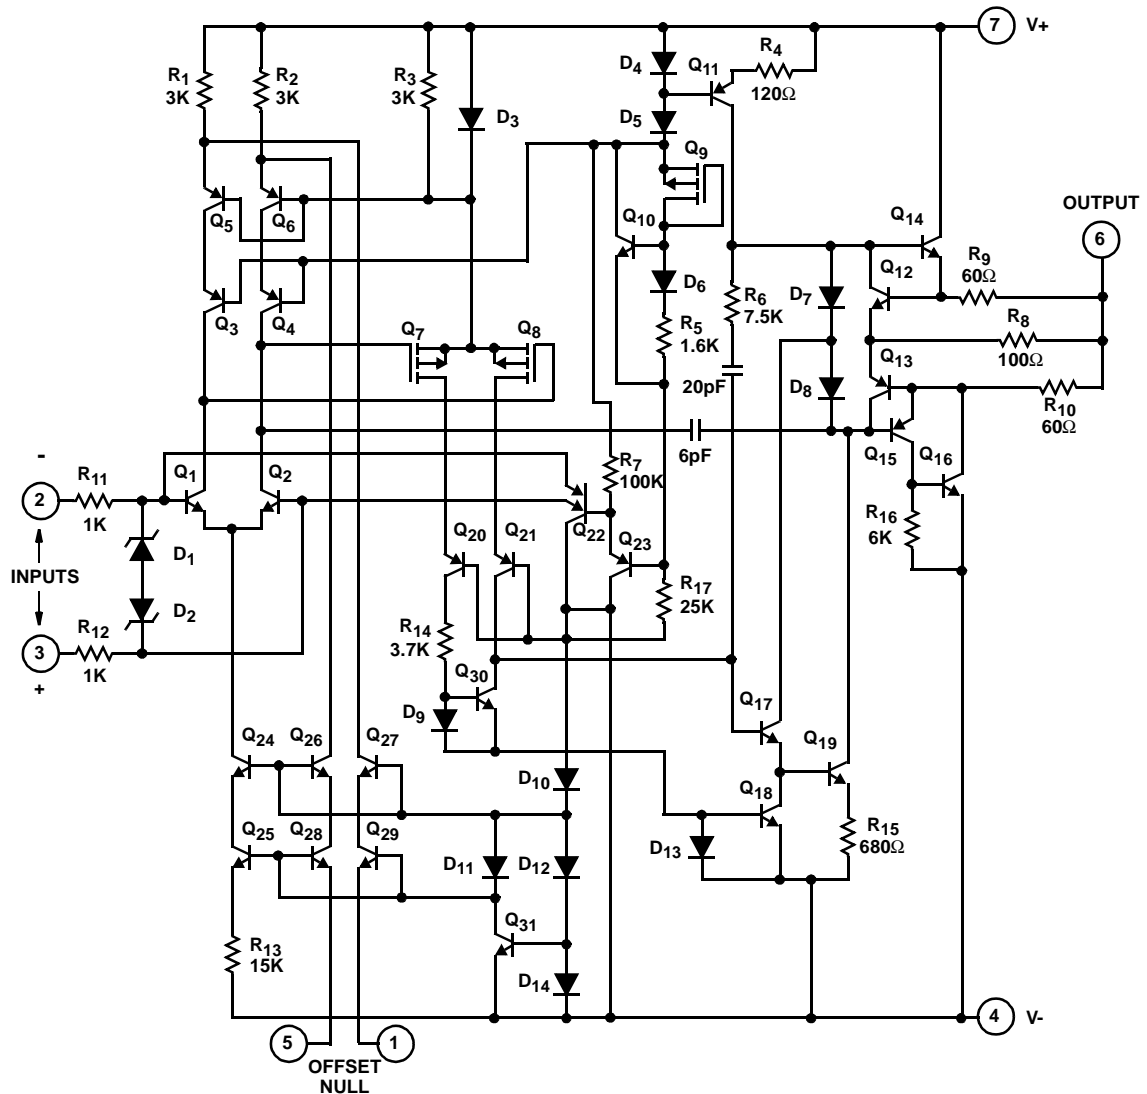 7 V+
R1
3K
R2
3K
R3
3K
D3
D4
Q11
R4
120Ω
D5
Q9
Q5
Q6
Q10
Q14
OUTPUT
6
Q3
Q4
D6
R6
7.5K
D7
Q12
R9
60Ω
Q7
Q8
R5
1.6K
R8
100Ω
20pF
D8
Q13
R10
60Ω
6pF
Q15
Q16
-
2
R11
1K
Q1
Q2
R7
100K
Q22
R16
6K
INPUTS
D1
D2
Q20
Q21
Q23
R17
25K
3
+
R12
1K
R14
3.7K
Q30
D9
Q17
Q19
Q24
Q26
Q27
D10
Q18
Q25
Q28
Q29
D11
D12
D13
R15
680Ω
R13
15K
Q31
D14
4 V-
5
1
OFFSET
NULL